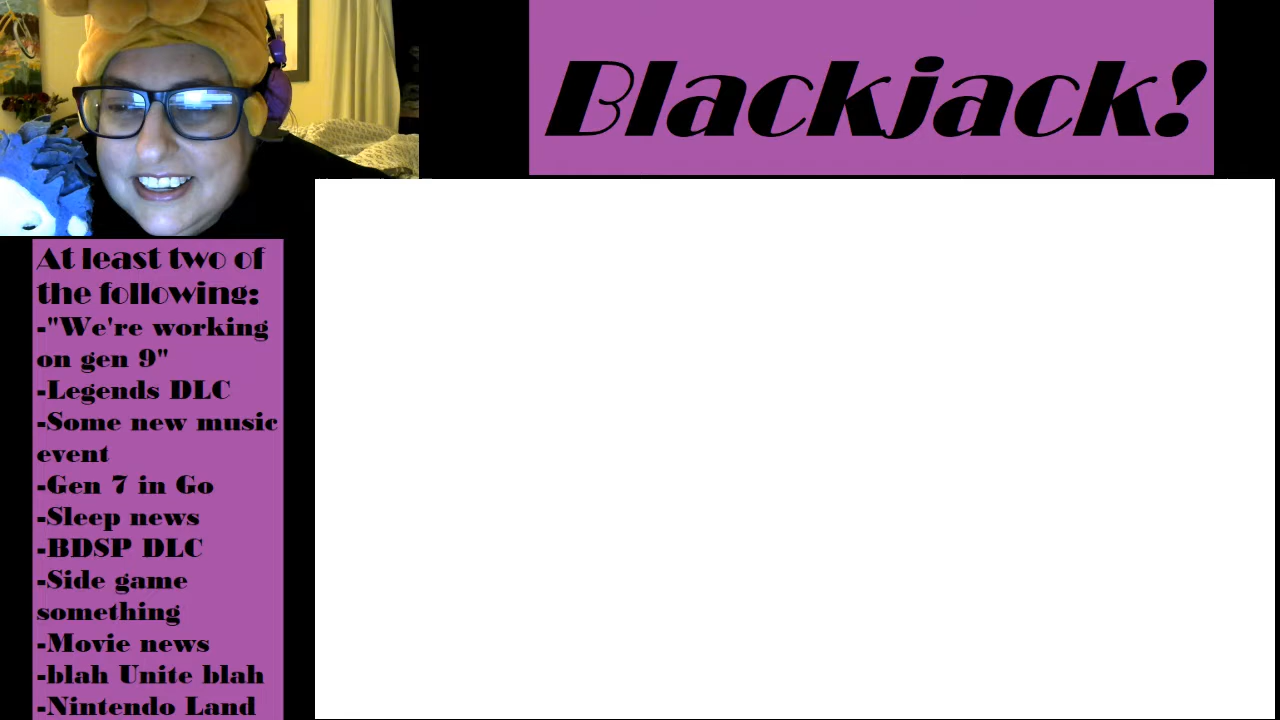 Blackjack!
At least two of
the following:
-"We're working
on gen 9"
-Legends DLC
-Some new music
event
-Gen 7 in Go
-Sleep news
-BDSP DLC
-Side game
something
-Movie news
-blah Unite blah
-Nintendo Land